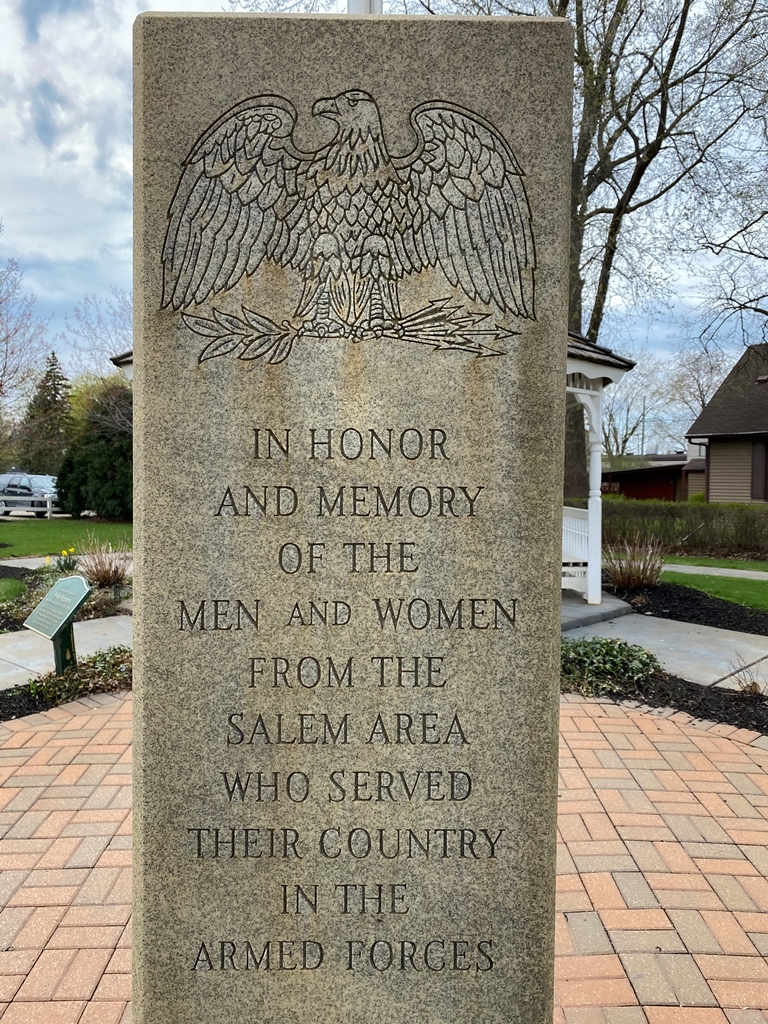 IN HONOR
AND MEMORY
OF THE
MEN AND WOMEN
FROM THE
SALEM AREA
WHO SERVED
THEIR COUNTRY
IN THE
ARMED FORCES